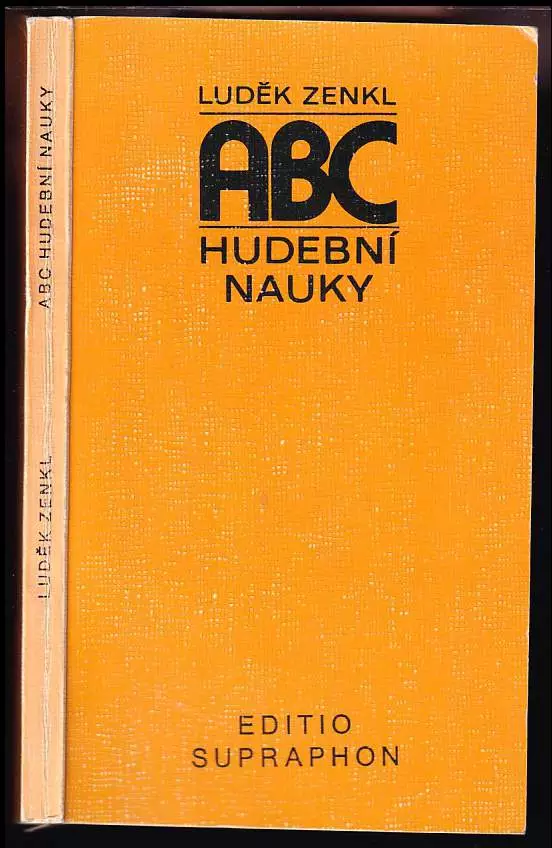 LUDĚK ZENKL
ABC
HUDEBNÍ
NAUKY
EDITIO
SUPRAPHON
ABC HUDEBNÍ NAUKY
LUDĚK ZENKL